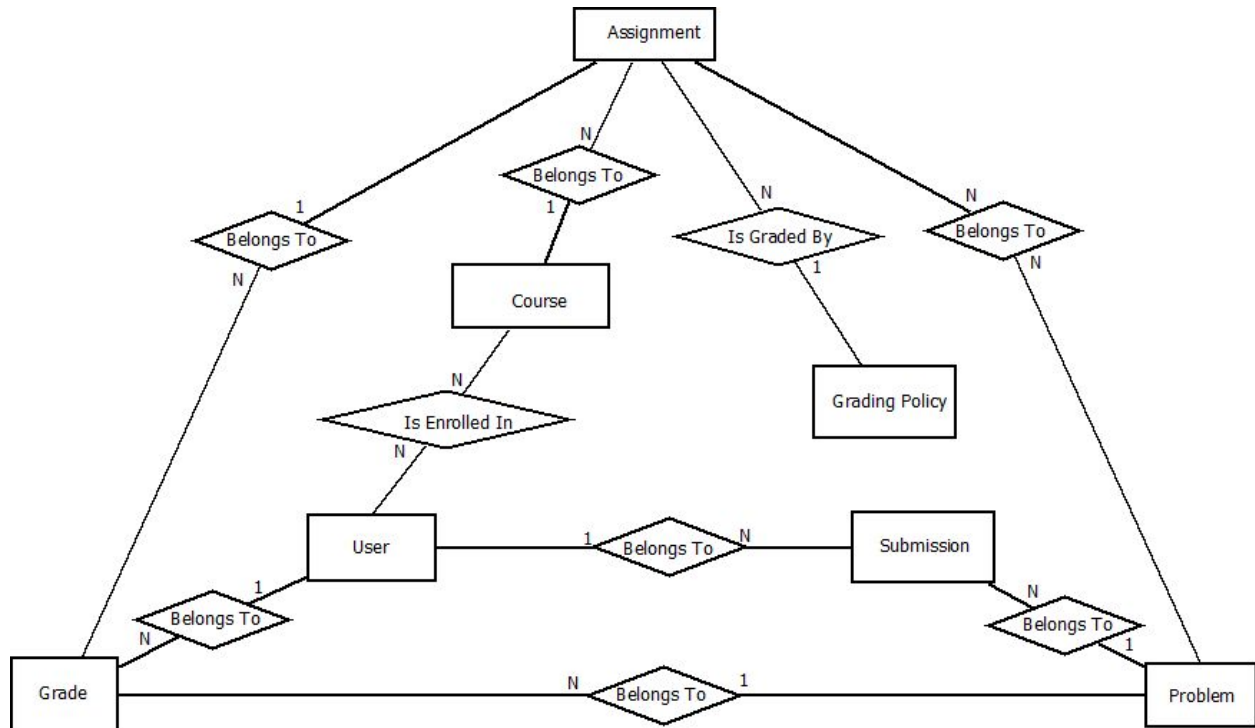 Assignment
N
Belongs To
1
N
Is Graded By
1
N
Belongs To
N
1
Belongs To
N
Course
Grading Policy
N
Is Enrolled In
N
User
1
Belongs To
N
Submission
1
Belongs To
N
N
Belongs To
1
Grade
N
Belongs To
1
Problem